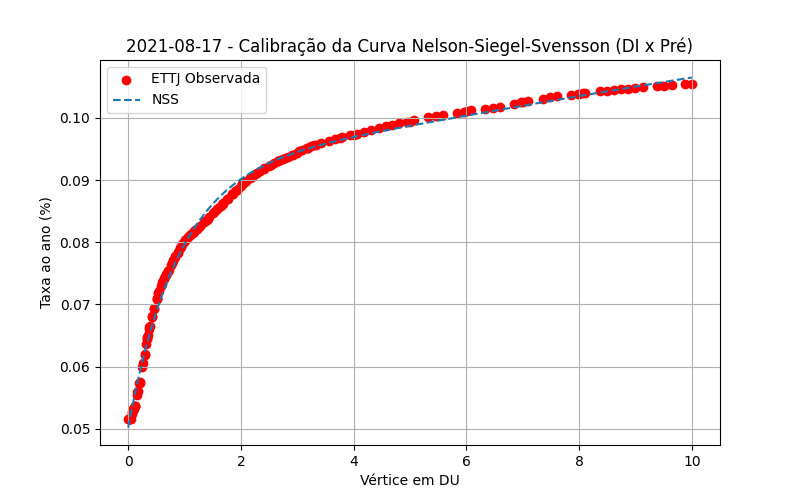 2021-08-17 - Calibração da Curva Nelson-Siegel-Svensson (DI x Pré)
ETTJ Observada
NSS
Taxa ao ano (%)
0.10
0.09
0.08
0.07
0.06
0.05
0 2 4 6 8 10
Vértice em DU